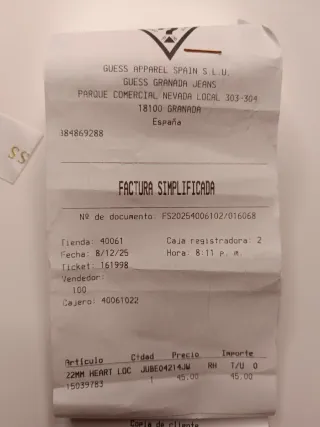 GUESS APPAREL SPAIN S.L.U.
GUESS GRANADA JEANS
PARQUE COMERCIAL NEVADA LOCAL 303-304
18100 GRANADA
España
384869288
FACTURA SIMPLIFICADA
Nº de documento: FS20254006102/016068
Tienda: 40061 Caja registradora: 2
Fecha: 8/12/25 Hora: 8:11 p. m.
Ticket: 161998
Vendedor:
100
Cajero: 40061022
Artículo Cidad Precio Importe
22MM HEART LOC JUBE04214JW RH T/U O
15039783 1 45.00 45.00
Copia de cliente
SS